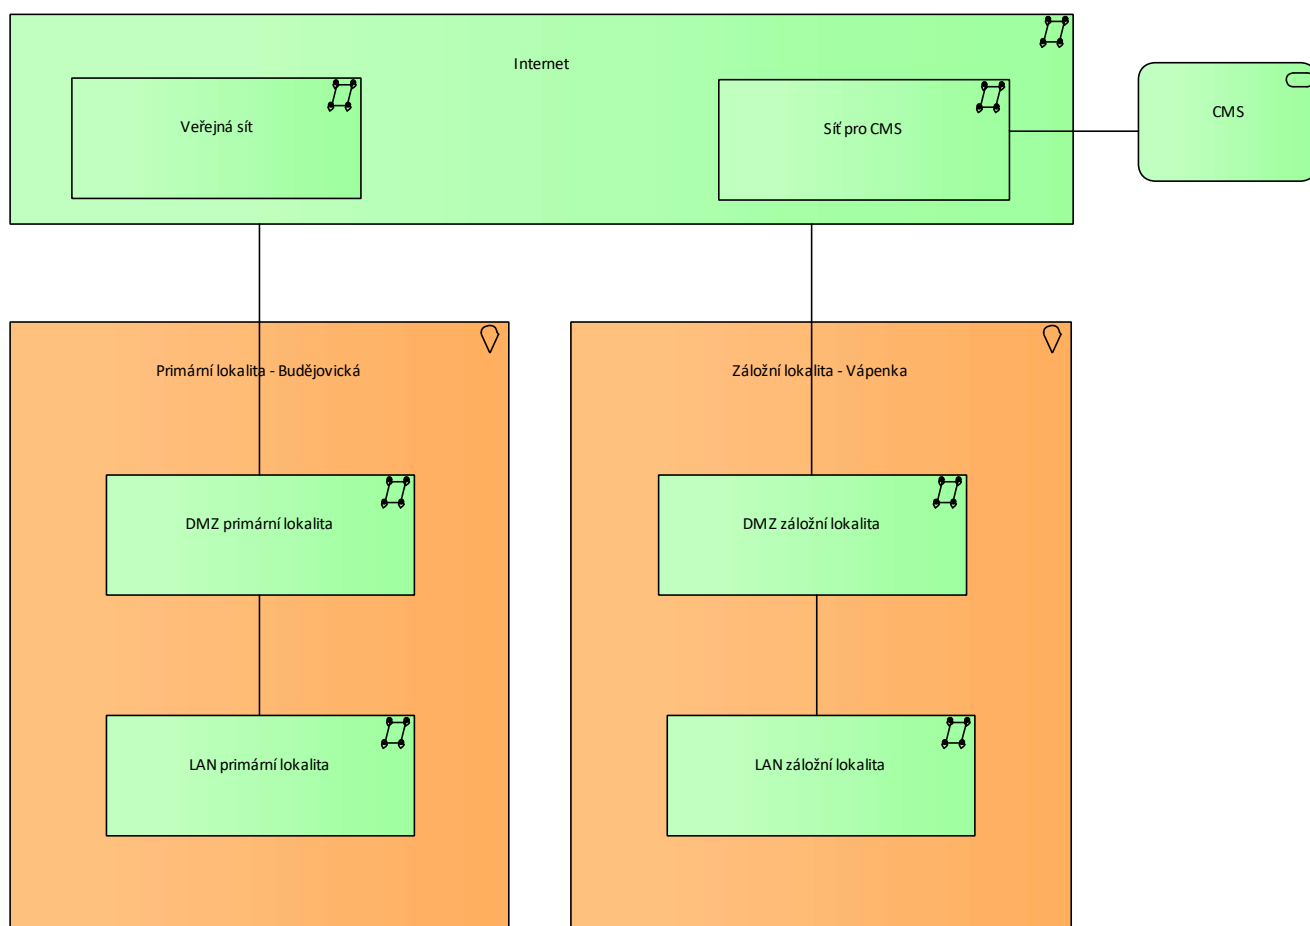 Internet
Veřejná sít
Síť pro CMS
CMS
Primární lokalita - Budějovická
Záložní lokalita - Vápenka
DMZ primární lokalita
DMZ záložní lokalita
LAN primární lokalita
LAN záložní lokalita